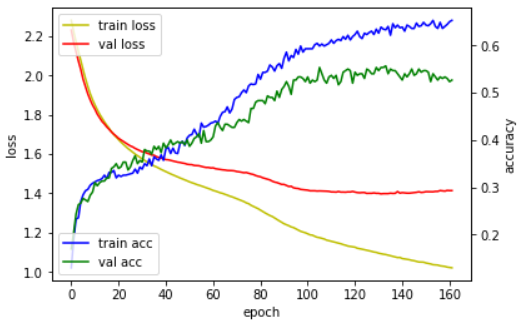 train loss
val loss
train acc
val acc
2.2
2.0
1.8
1.6
1.4
1.2
1.0
loss
0.6
0.5
0.4
0.3
0.2
accuracy
0 20 40 60 80 100 120 140 160
epoch